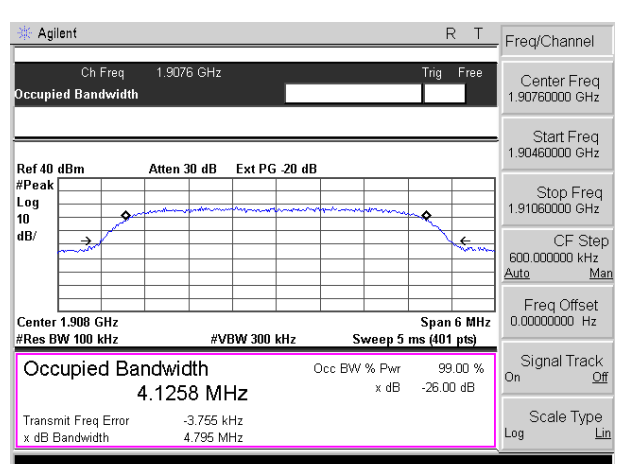 Agilent R T
Ch Freq 1.9076 GHz Trig Free
Occupied Bandwidth
Ref 40 dBm Atten 30 dB Ext PG -20 dB
#Peak
Log
10
dB/
Center 1.908 GHz Span 6 MHz
#Res BW 100 kHz #VBW 300 kHz Sweep 5 ms (401 pts)
Occupied Bandwidth Occ BW % Pwr 99.00 %
4.1258 MHz x dB -26.00 dB
Transmit Freq Error -3.755 kHz
x dB Bandwidth 4.795 MHz
Freq/Channel
Center Freq
1.90760000 GHz
Start Freq
1.90460000 GHz
Stop Freq
1.91060000 GHz
CF Step
600.000000 kHz
Auto Man
Freq Offset
0.00000000 Hz
Signal Track
On Off
Scale Type
Log Lin